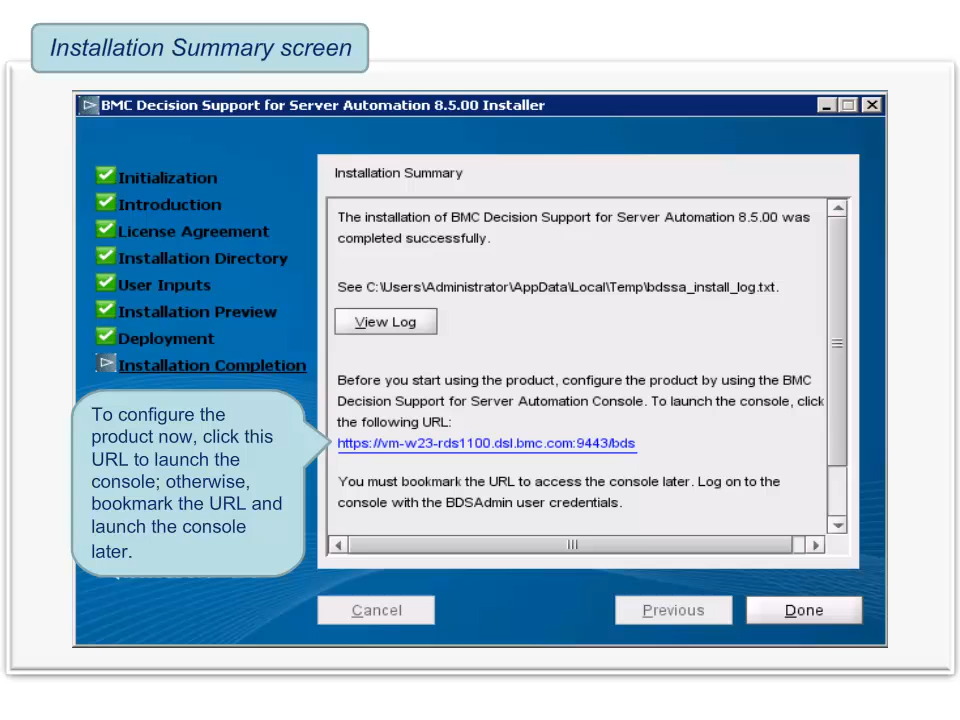 Installation Summary screen
BMC Decision Support for Server Automation 8.5.00 Installer
Initialization
Introduction
License Agreement
Installation Directory
User Inputs
Installation Preview
Deployment
Installation Completion
Installation Summary
The installation of BMC Decision Support for Server Automation 8.5.00 was
completed successfully.
See C:\Users\Administrator\AppData\Local\Temp\bdssa_install_log.txt.
View Log
Before you start using the product, configure the product by using the BMC
Decision Support for Server Automation Console. To launch the console, click
the following URL:
https://vm-w23-rds1100.dsl.bmc.com:9443/bds
You must bookmark the URL to access the console later. Log on to the
console with the BDSAdmin user credentials.
To configure the
product now, click this
URL to launch the
console; otherwise,
bookmark the URL and
launch the console
later.
Cancel
Previous
Done